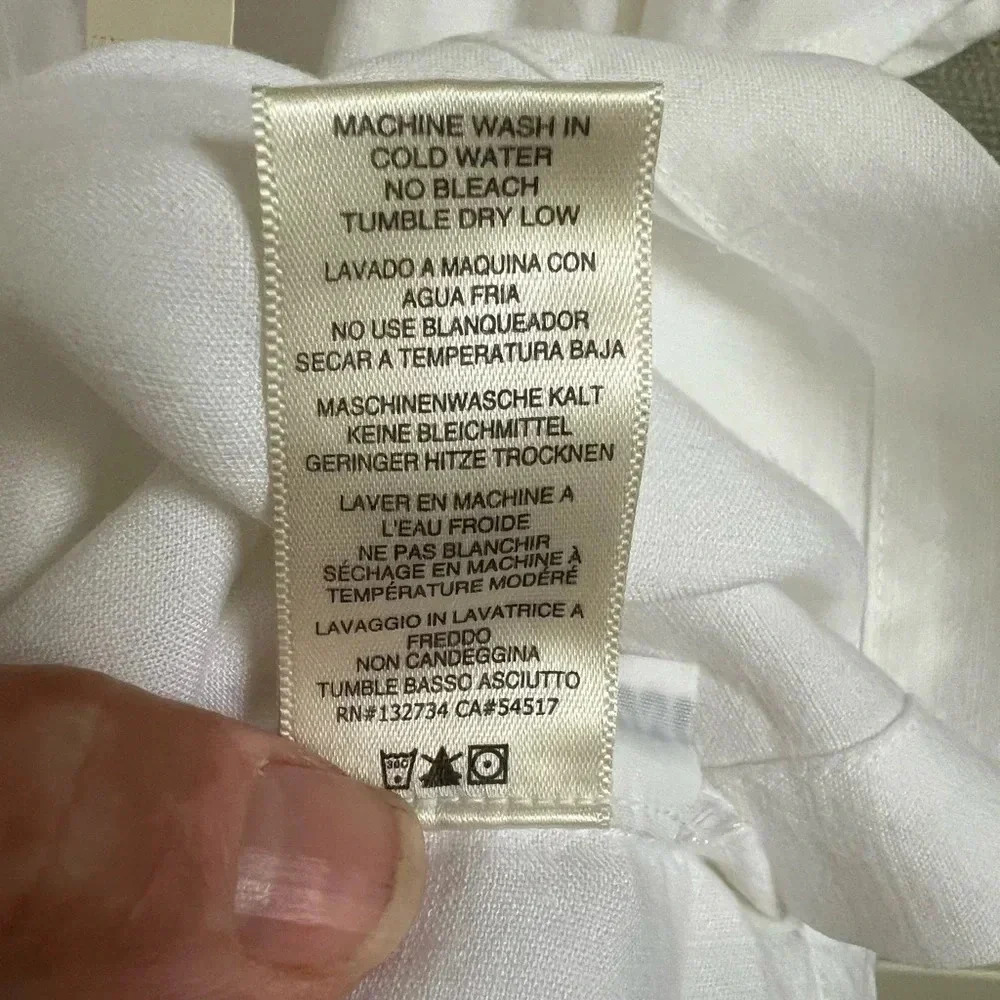 MACHINE WASH IN
COLD WATER
NO BLEACH
TUMBLE DRY LOW
LAVADO A MAQUINA CON
AGUA FRIA
NO USE BLANQUEADOR
SECAR A TEMPERATURA BAJA
MASCHINENWASCHE KALT
KEINE BLEICHMITTEL
GERINGER HITZE TROCKNEN
LAVER EN MACHINE A
L'EAU FROIDE
NE PAS BLANCHIR
SÉCHAGE EN MACHINE À
TEMPÉRATURE MODÉRÉ
LAVAGGIO IN LAVATRICE A
FREDDO
NON CANDEGGINA
TUMBLE BASSO ASCIUTTO
RN#132734 CA#54517